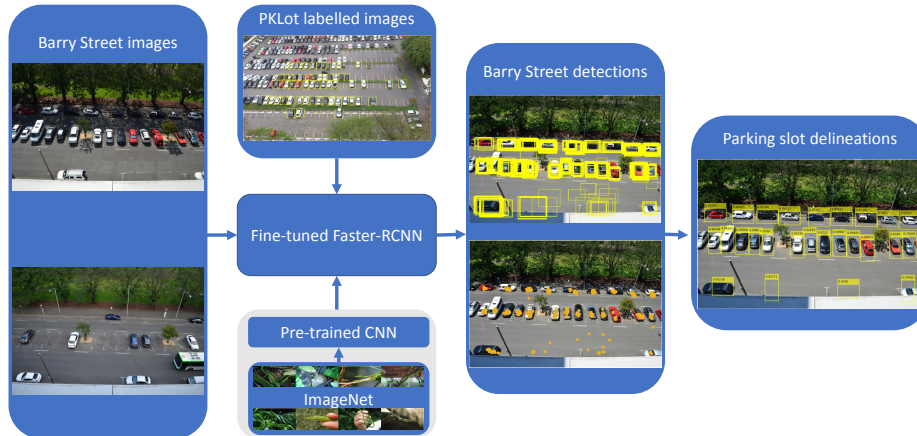 Barry Street images
PKLot labelled images
Fine-tuned Faster-RCNN
Pre-trained CNN
ImageNet
Barry Street detections
Parking slot delineations